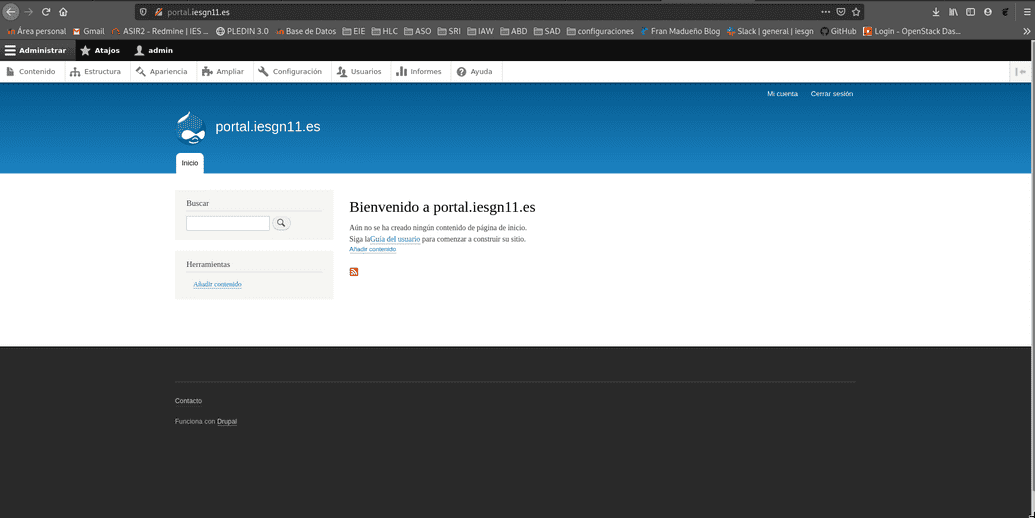 portal.iesgn11.es
Área personal Gmail ASIR2 - Redmine | IES ... PLEDIN 3.0 Base de Datos EIE HLC ASO SRI IAW ABD SAD configuraciones Fran Madueño Blog Slack | general | iesgn GitHub Login - OpenStack Das...
Administrar Atajos admin
Contenido Estructura Apariencia Ampliar Configuración Usuarios Informes Ayuda
Mi cuenta Cerrar sesión
portal.iesgn11.es
Inicio
Buscar
Herramientas
Añadir contenido
Bienvenido a portal.iesgn11.es
Aún no se ha creado ningún contenido de página de inicio.
Siga laGuía del usuario para comenzar a construir su sitio.
Añadir contenido
Contacto
Funciona con Drupal